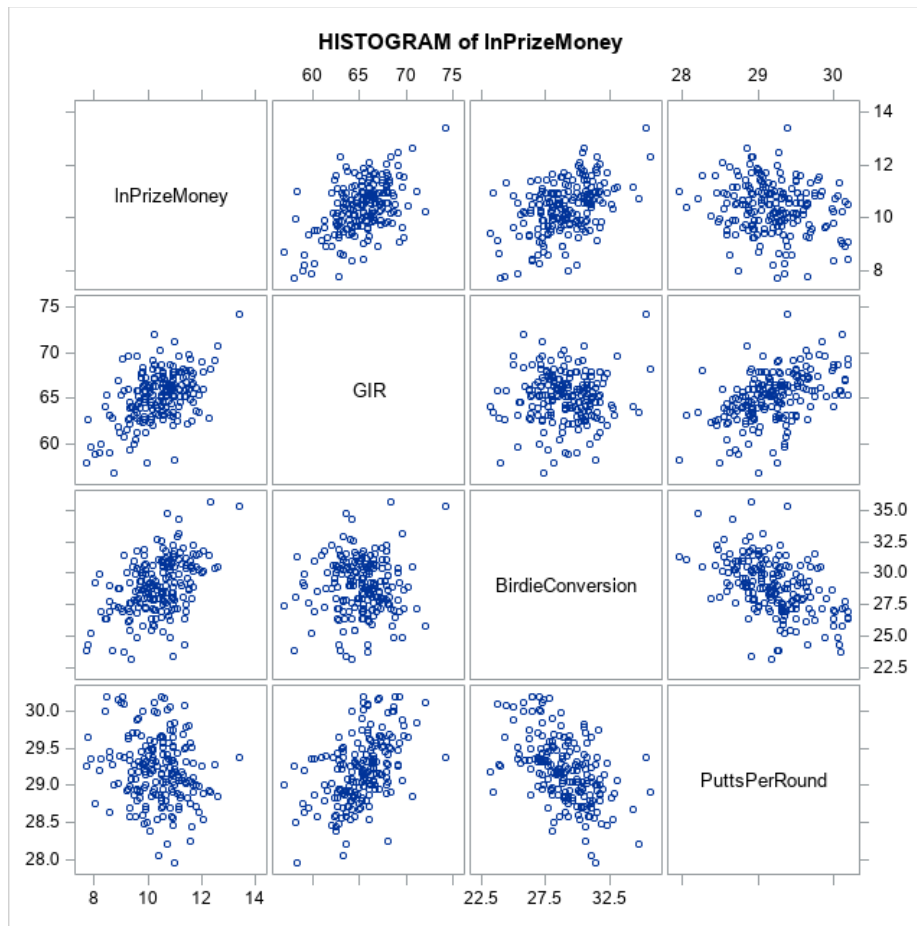 HISTOGRAM of lnPrizeMoney
60 65 70 75 28 29 30
14
12
10
8
lnPrizeMoney
75
70
65
60
GIR
BirdieConversion
35.0
32.5
30.0
27.5
25.0
22.5
30.0
29.5
29.0
28.5
28.0
PuttsPerRound
8 10 12 14 22.5 27.5 32.5